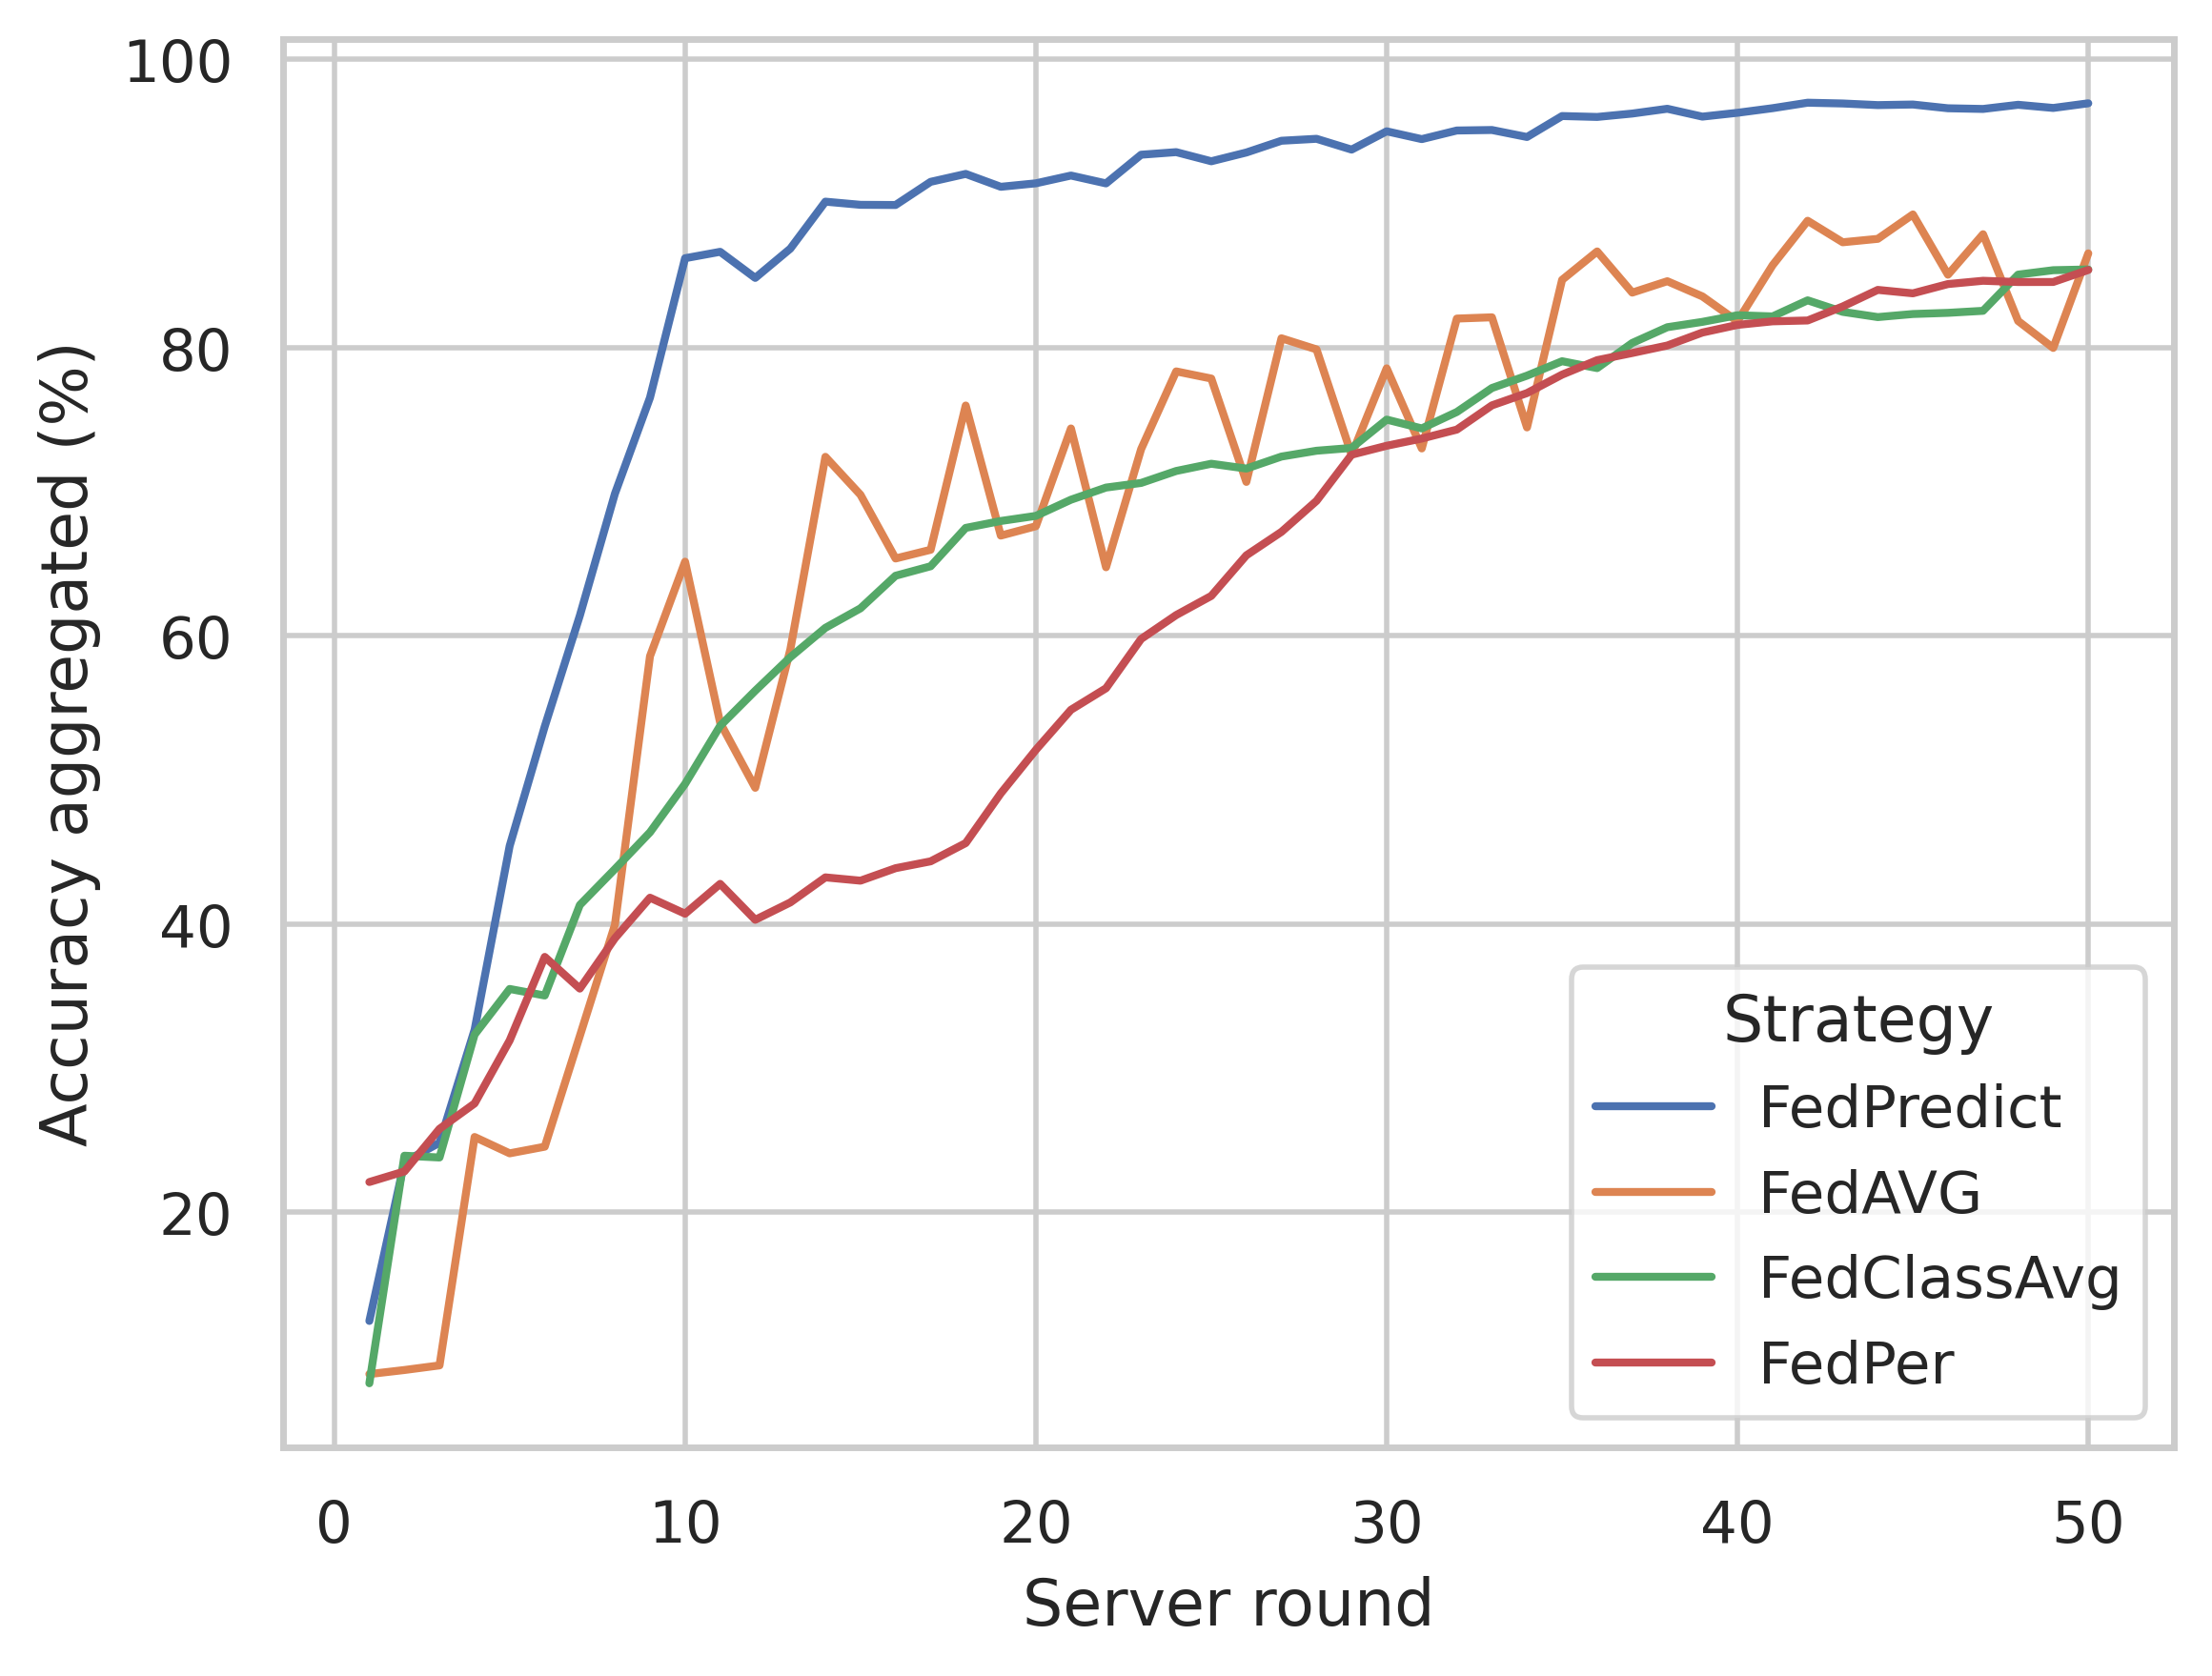 100
80
60
40
20
Accuracy aggregated (%)
Strategy
FedPredict
FedAVG
FedClassAvg
FedPer
0 10 20 30 40 50
Server round